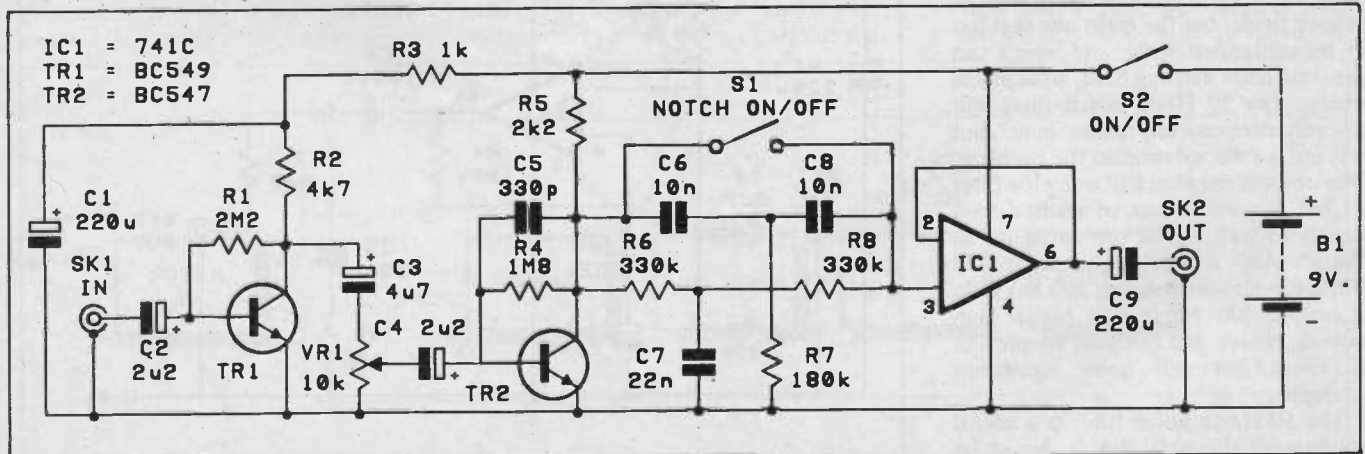 IC1 = 741C
TR1 = BC549
TR2 = BC547
R3 1k
S1
NOTCH ON/OFF
S2
ON/OFF
R5
2k2
R2
4k7
C1
220u
R1
2M2
C5
330p
C6
10n
C8
10n
SK1
IN
C3
4u7
R4
1M8
R6
330k
R8
330k
2
3
7
6
4
IC1
SK2
OUT
B1
9V
C9
220u
C2
2u2
TR1
VR1
10k
C4 2u2
TR2
C7
22n
R7
180k
+
+
+
+
+
+
-